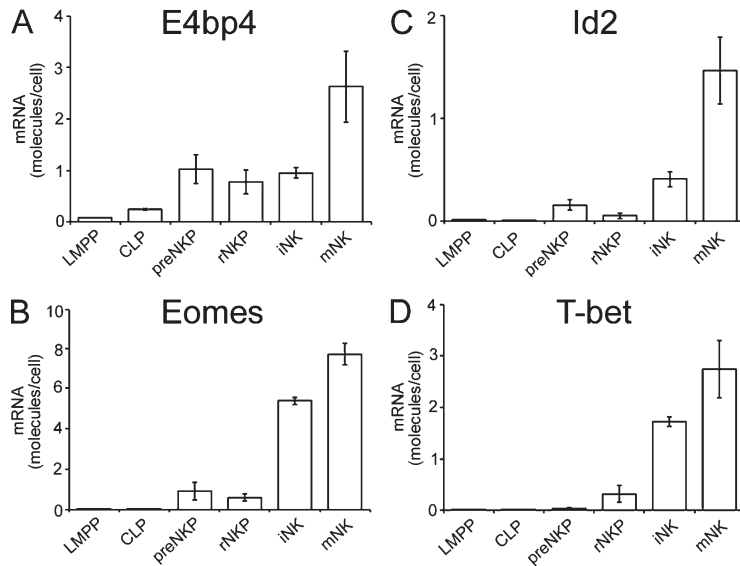 A
E4bp4
mRNA
(molecules/cell)
4
3
2
1
0
LMPP
CLP
preNKP
rNKP
iNK
mNK
C
Id2
mRNA
(molecules/cell)
2
1
0
LMPP
CLP
preNKP
rNKP
iNK
mNK
B
Eomes
mRNA
(molecules/cell)
10
8
6
4
2
0
LMPP
CLP
preNKP
rNKP
iNK
mNK
D
T-bet
mRNA
(molecules/cell)
4
3
2
1
0
LMPP
CLP
preNKP
rNKP
iNK
mNK